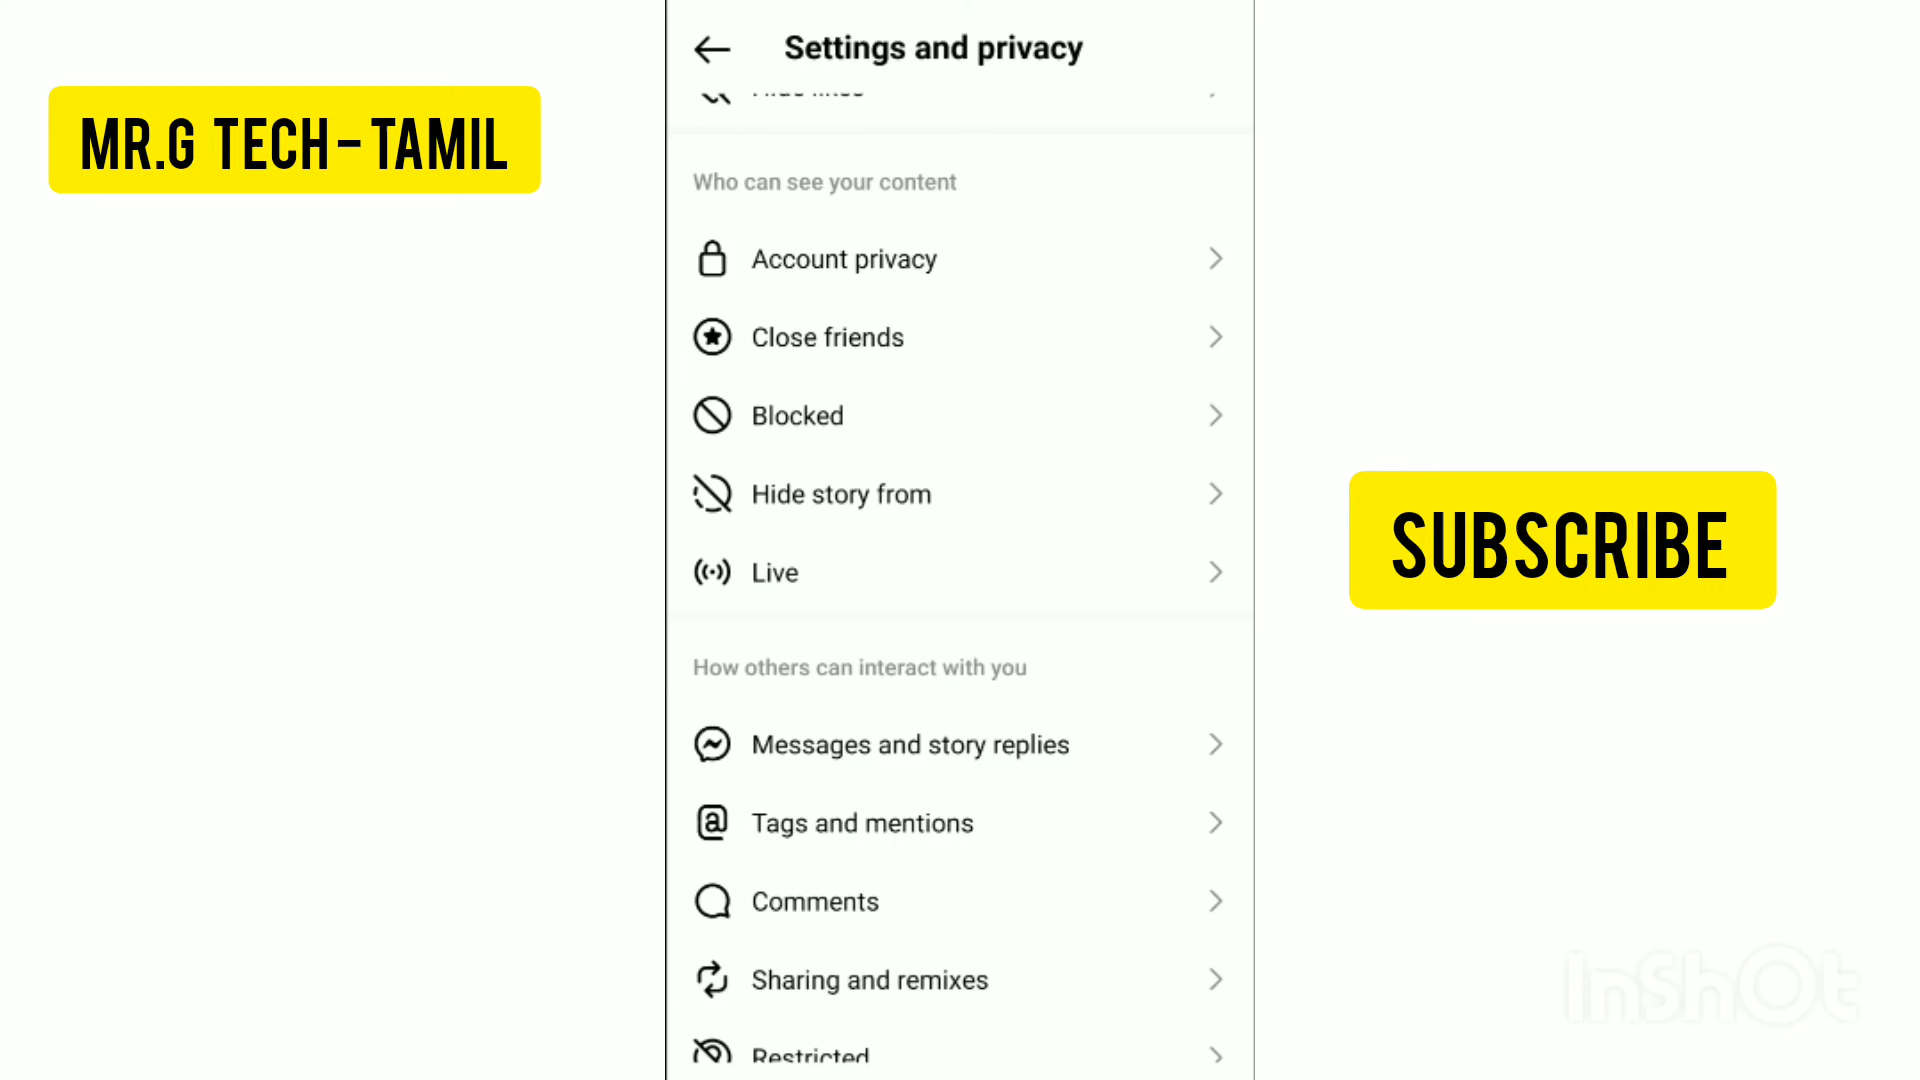 Settings and privacy
MR.G TECH-TAMIL
Hide likes
Who can see your content
Account privacy
Close friends
Blocked
Hide story from
Live
SUBSCRIBE
How others can interact with you
Messages and story replies
Tags and mentions
Comments
Sharing and remixes
InShOt
Restricted